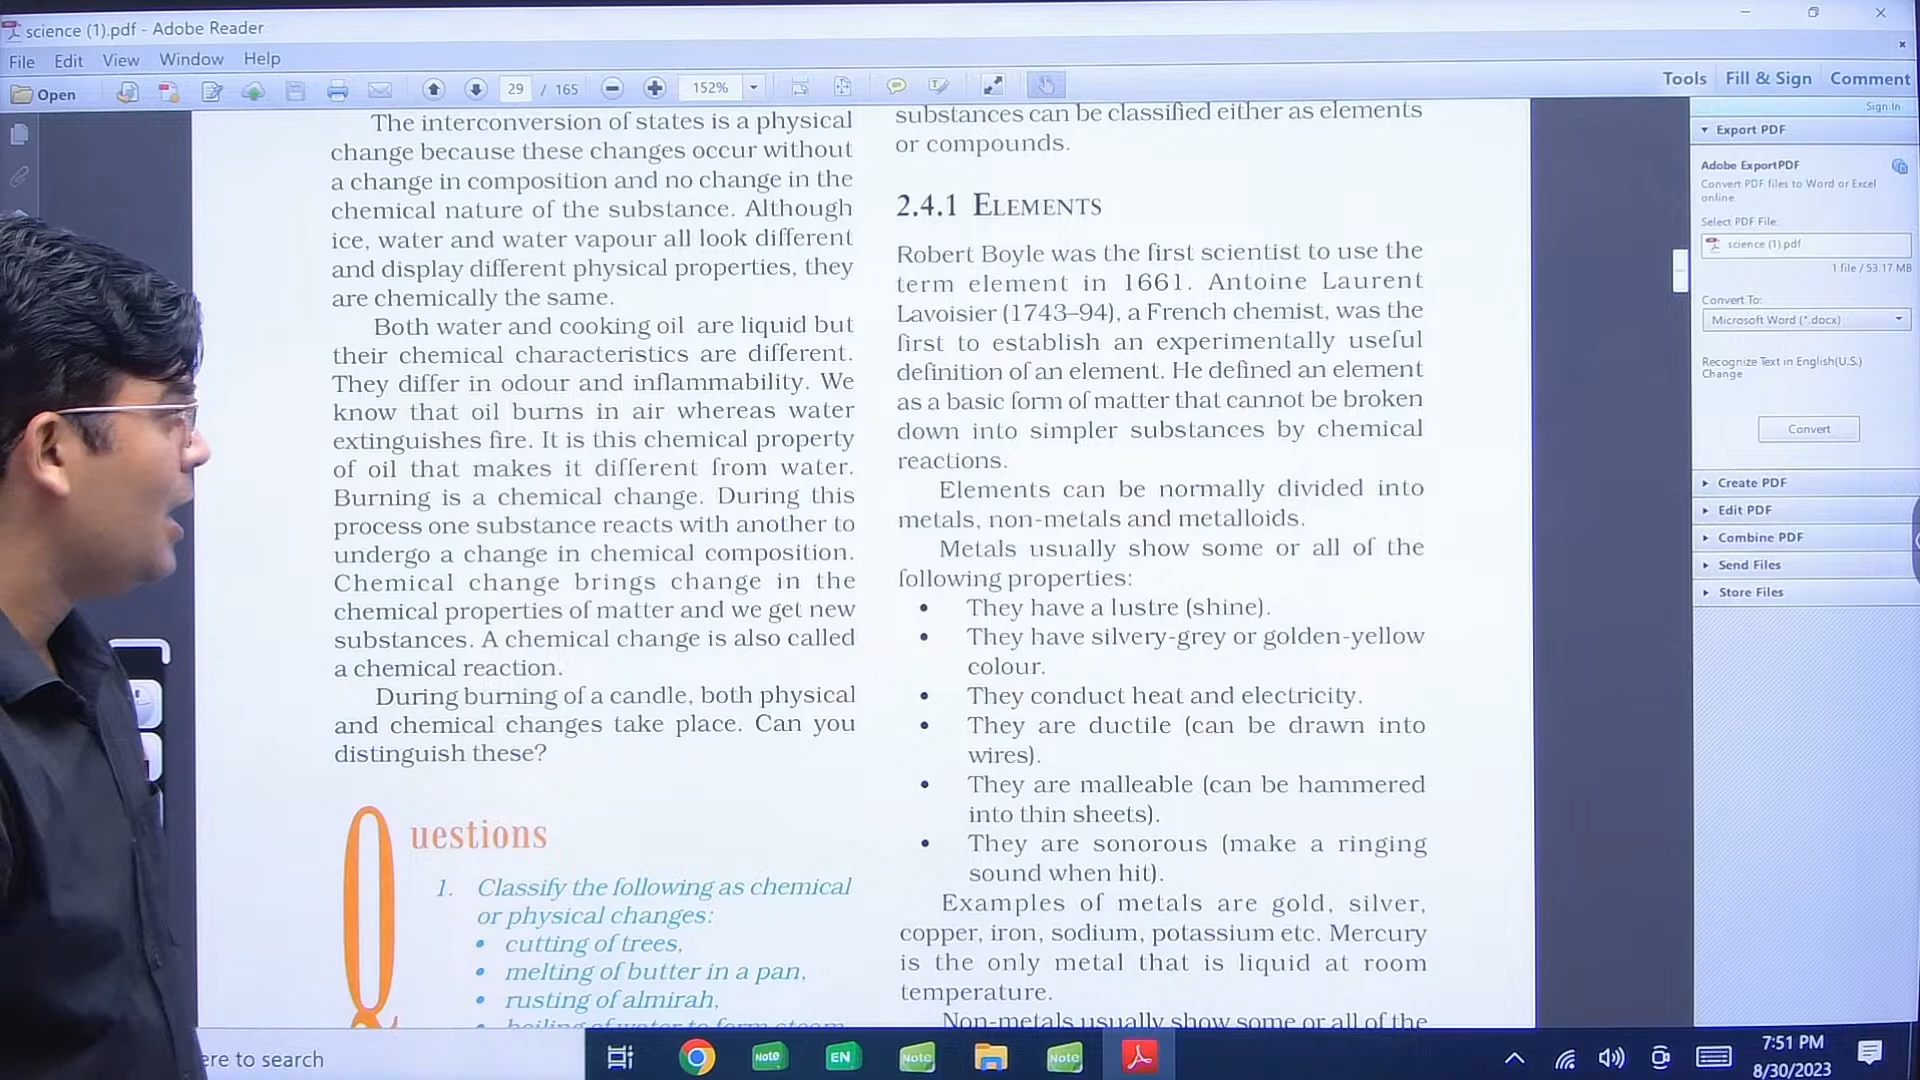 science (1).pdf - Adobe Reader
File Edit View Window Help
Open 29 / 165 152% Tools Fill & Sign Comment
Sign In
The interconversion of states is a physical
change because these changes occur without
a change in composition and no change in the
chemical nature of the substance. Although
ice, water and water vapour all look different
and display different physical properties, they
are chemically the same.
Both water and cooking oil are liquid but
their chemical characteristics are different.
They differ in odour and inflammability. We
know that oil burns in air whereas water
extinguishes fire. It is this chemical property
of oil that makes it different from water.
Burning is a chemical change. During this
process one substance reacts with another to
undergo a change in chemical composition.
Chemical change brings change in the
chemical properties of matter and we get new
substances. A chemical change is also called
a chemical reaction.
During burning of a candle, both physical
and chemical changes take place. Can you
distinguish these?
Questions
1. Classify the following as chemical
or physical changes:
• cutting of trees,
• melting of butter in a pan,
• rusting of almirah,
• boiling of water to form steam,
substances can be classified either as elements
or compounds.
2.4.1 ELEMENTS
Robert Boyle was the first scientist to use the
term element in 1661. Antoine Laurent
Lavoisier (1743–94), a French chemist, was the
first to establish an experimentally useful
definition of an element. He defined an element
as a basic form of matter that cannot be broken
down into simpler substances by chemical
reactions.
Elements can be normally divided into
metals, non-metals and metalloids.
Metals usually show some or all of the
following properties:
• They have a lustre (shine).
• They have silvery-grey or golden-yellow
colour.
• They conduct heat and electricity.
• They are ductile (can be drawn into
wires).
• They are malleable (can be hammered
into thin sheets).
• They are sonorous (make a ringing
sound when hit).
Examples of metals are gold, silver,
copper, iron, sodium, potassium etc. Mercury
is the only metal that is liquid at room
temperature.
Non-metals usually show some or all of the
Export PDF
Adobe ExportPDF
Convert PDF files to Word or Excel
online.
Select PDF File:
science (1).pdf
1 file / 53.17 MB
Convert To:
Microsoft Word (*.docx)
Recognize Text in English(U.S.)
Change
Convert
Create PDF
Edit PDF
Combine PDF
Send Files
Store Files
ere to search
Note EN Note Note
7:51 PM
8/30/2023